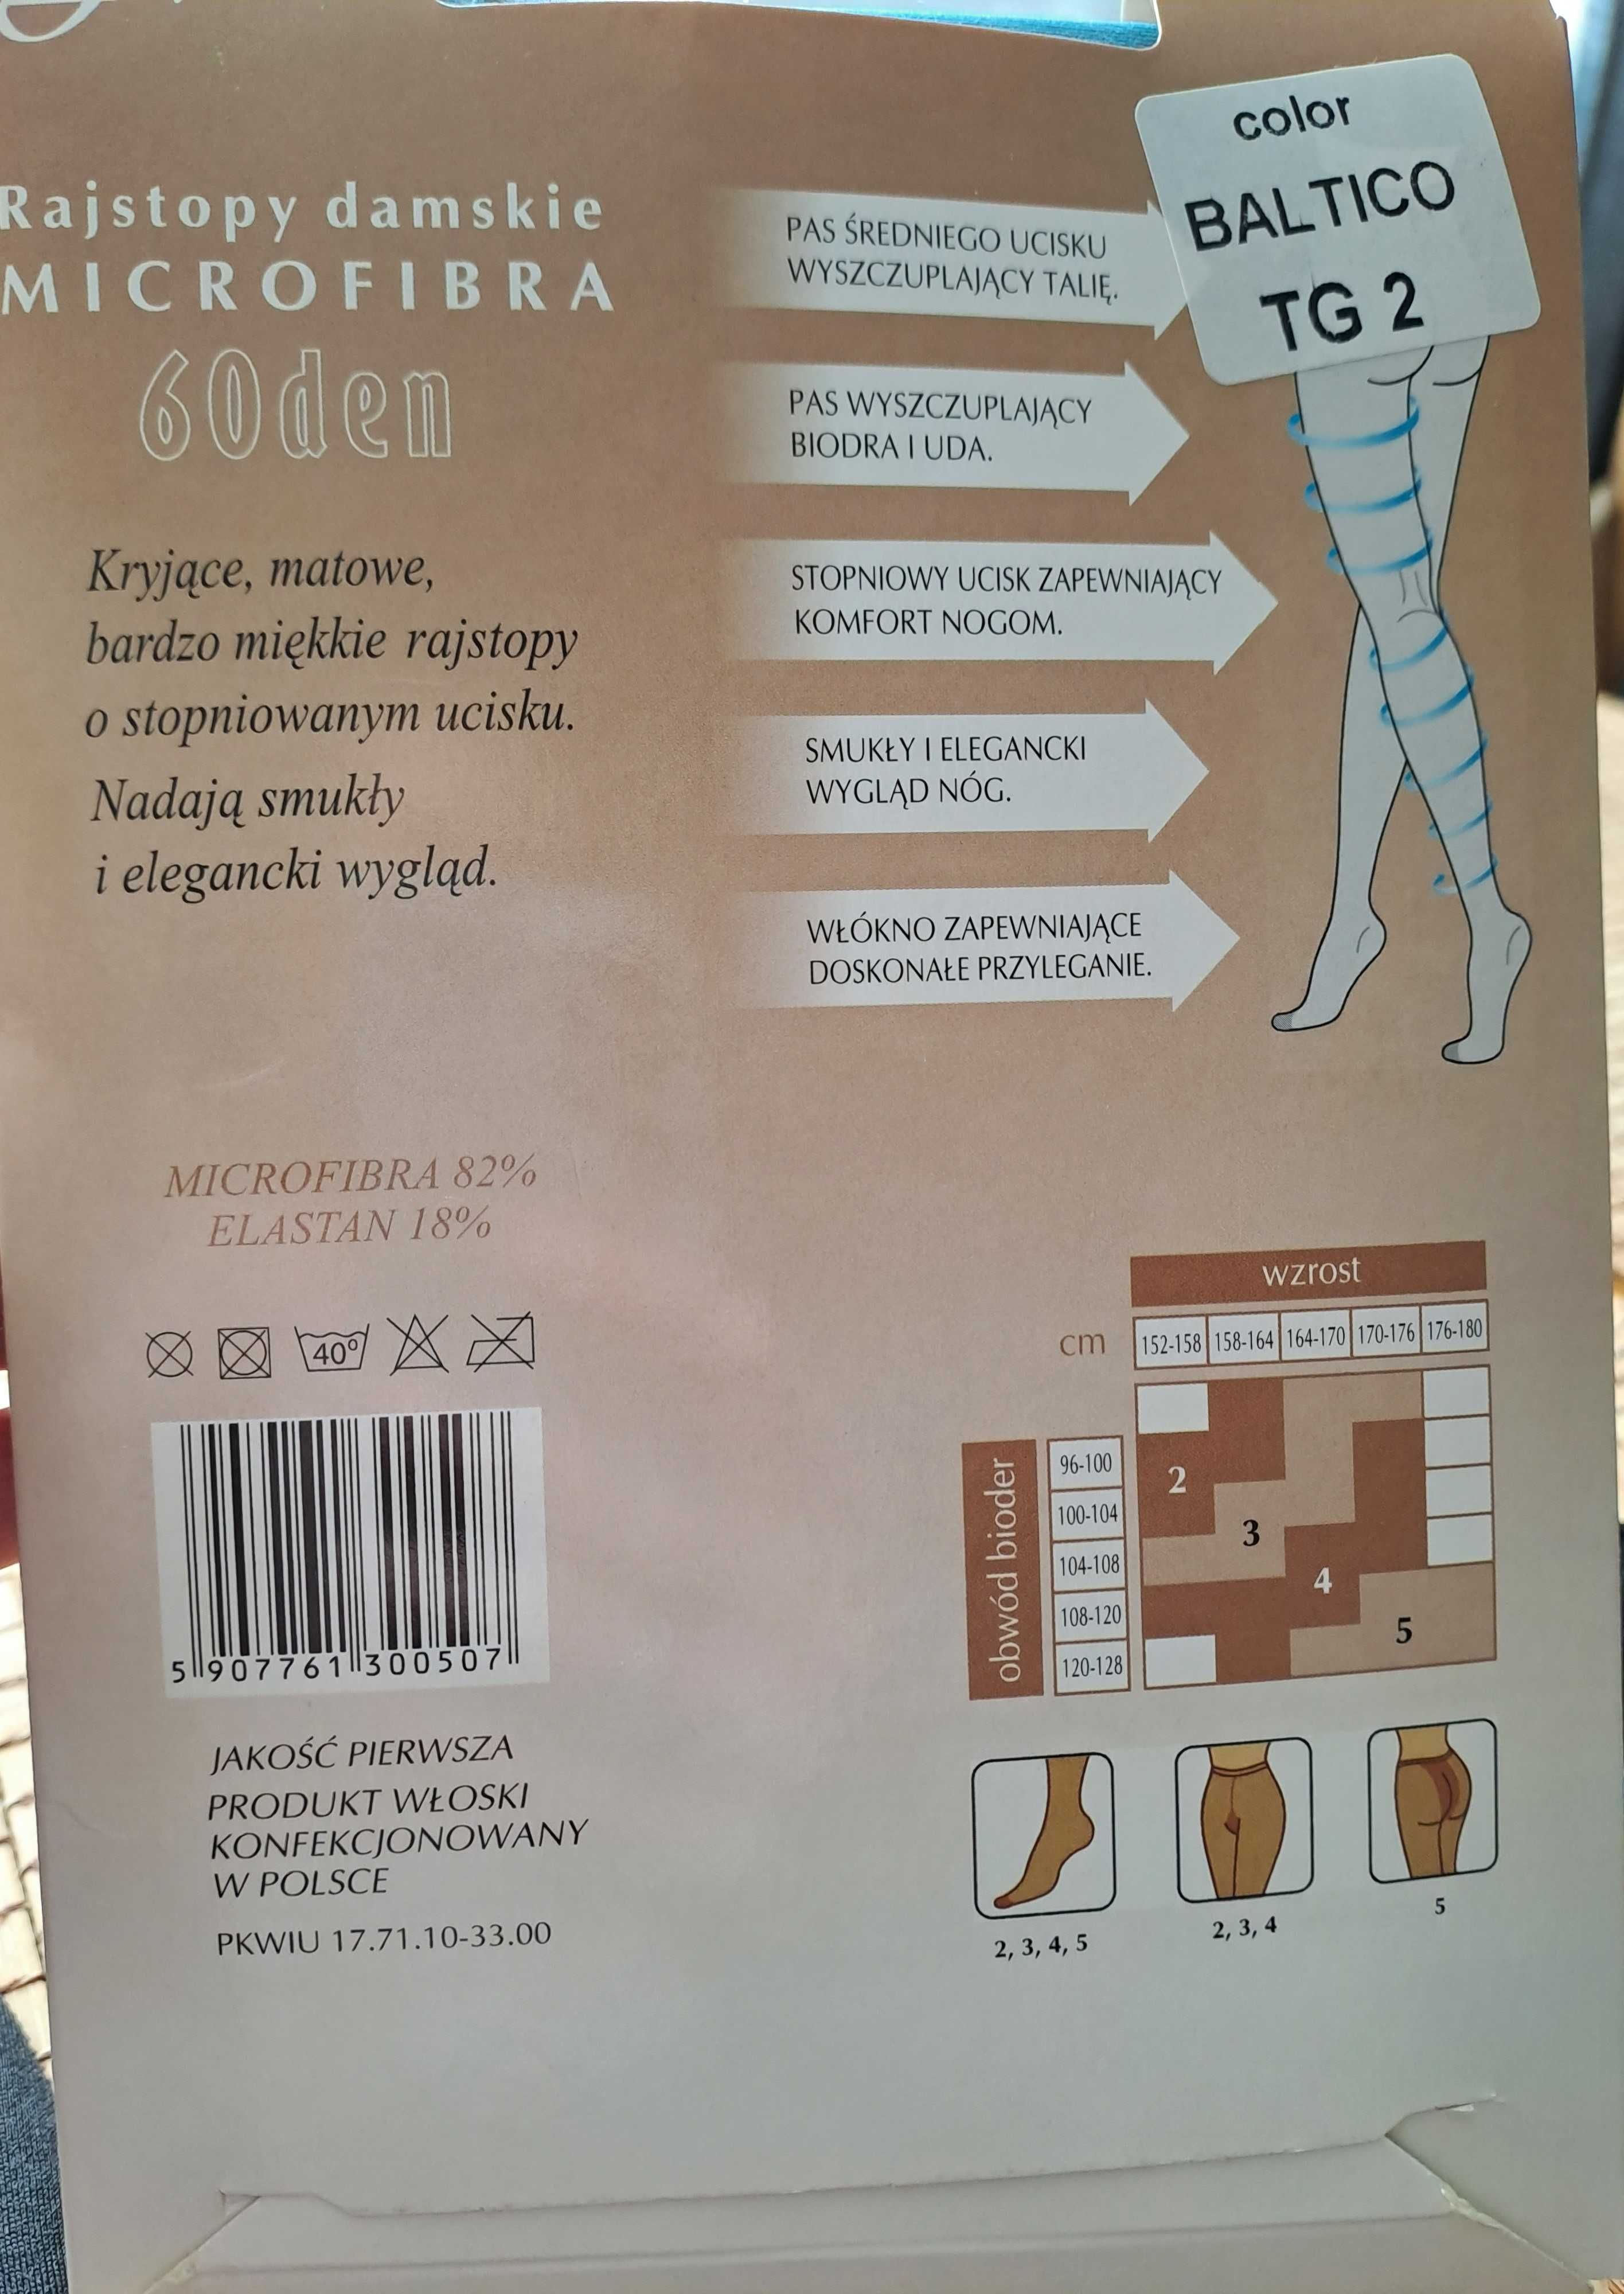 Rajstopy damskie
MICROFIBRA
60den
Kryjące, matowe,
bardzo miękkie rajstopy
o stopniowanym ucisku.
Nadają smukły
i elegancki wygląd.
color
BALTICO
TG 2
PAS ŚREDNIEGO UCISKU
WYSZCZUPLAJĄCY TALIĘ.
PAS WYSZCZUPLAJĄCY
BIODRA I UDA.
STOPNIOWY UCISK ZAPEWNIAJĄCY
KOMFORT NOGOM.
SMUKŁY I ELEGANCKI
WYGLĄD NÓG.
WŁÓKNO ZAPEWNIAJĄCE
DOSKONAŁE PRZYLEGANIE.
MICROFIBRA 82%
ELASTAN 18%
40°
5 907761 300507
JAKOŚĆ PIERWSZA
PRODUKT WŁOSKI
KONFEKCJONOWANY
W POLSCE
PKWIU 17.71.10-33.00
wzrost
cm 152-158 158-164 164-170 170-176 176-180
obwód bioder
96-100
100-104
104-108
108-120
120-128
2
3
4
5
2, 3, 4, 5
2, 3, 4
5